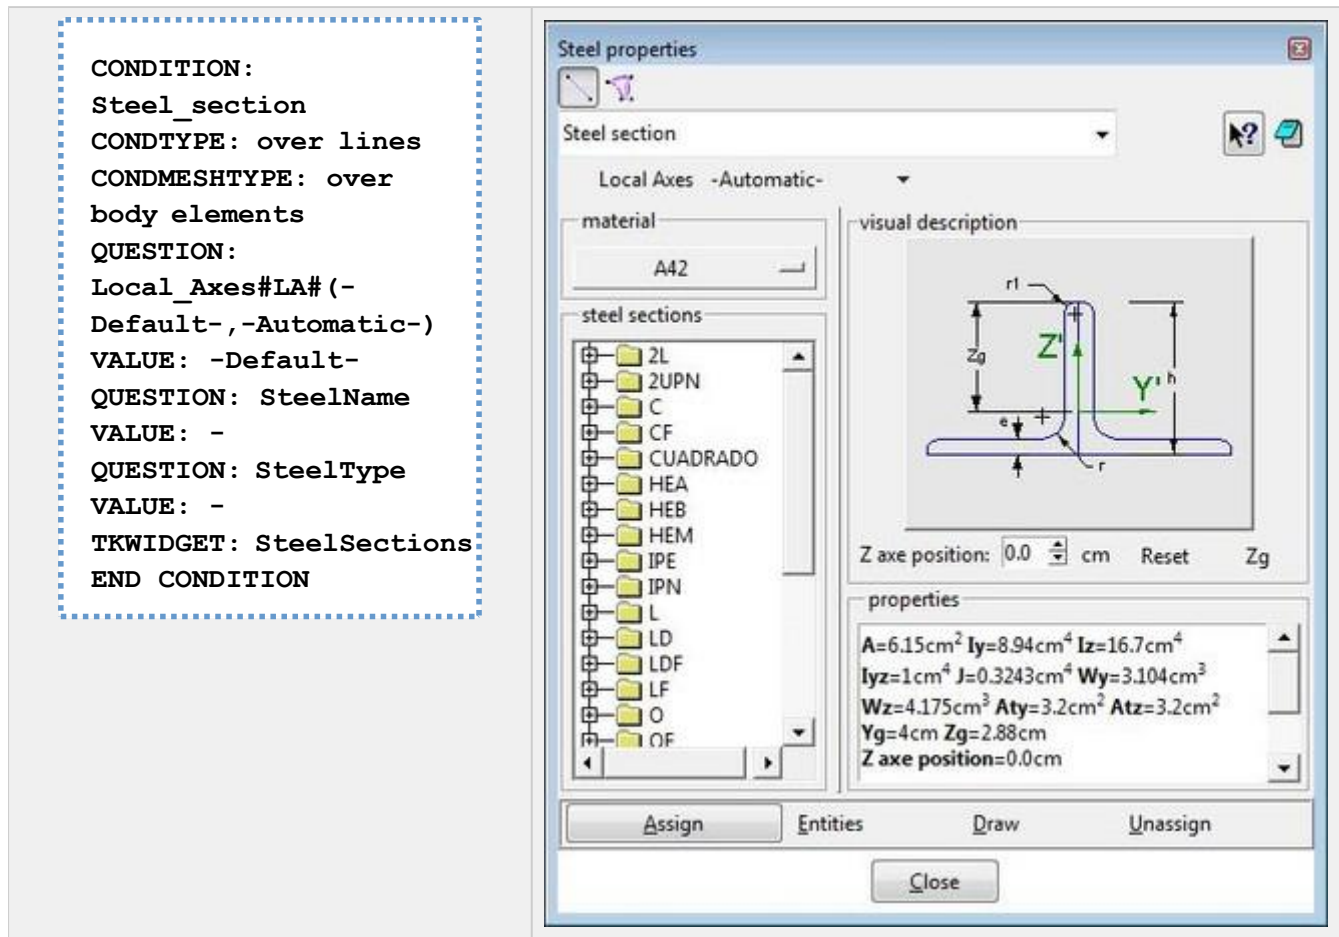 CONDITION:
Steel_section
CONDTYPE: over lines
CONDMESHTYPE: over
body elements
QUESTION:
Local_Axes#LA#(-
Default-,-Automatic-)
VALUE: -Default-
QUESTION: SteelName
VALUE: -
QUESTION: SteelType
VALUE: -
TKWIDGET: SteelSections
END CONDITION
Steel properties
Steel section
Local Axes -Automatic-
material
A42
steel sections
2L
2UPN
C
CF
CUADRADO
HEA
HEB
HEM
IPE
IPN
L
LD
LDF
LF
O
OF
visual description
r1
Zg
Z'
Y'
h
e
r
Z axe position: 0.0 cm Reset Zg
properties
A=6.15cm² Iy=8.94cm⁴ Iz=16.7cm⁴
Iyz=1cm⁴ J=0.3243cm⁴ Wy=3.104cm³
Wz=4.175cm³ Aty=3.2cm² Atz=3.2cm²
Yg=4cm Zg=2.88cm
Z axe position=0.0cm
Assign Entities Draw Unassign
Close